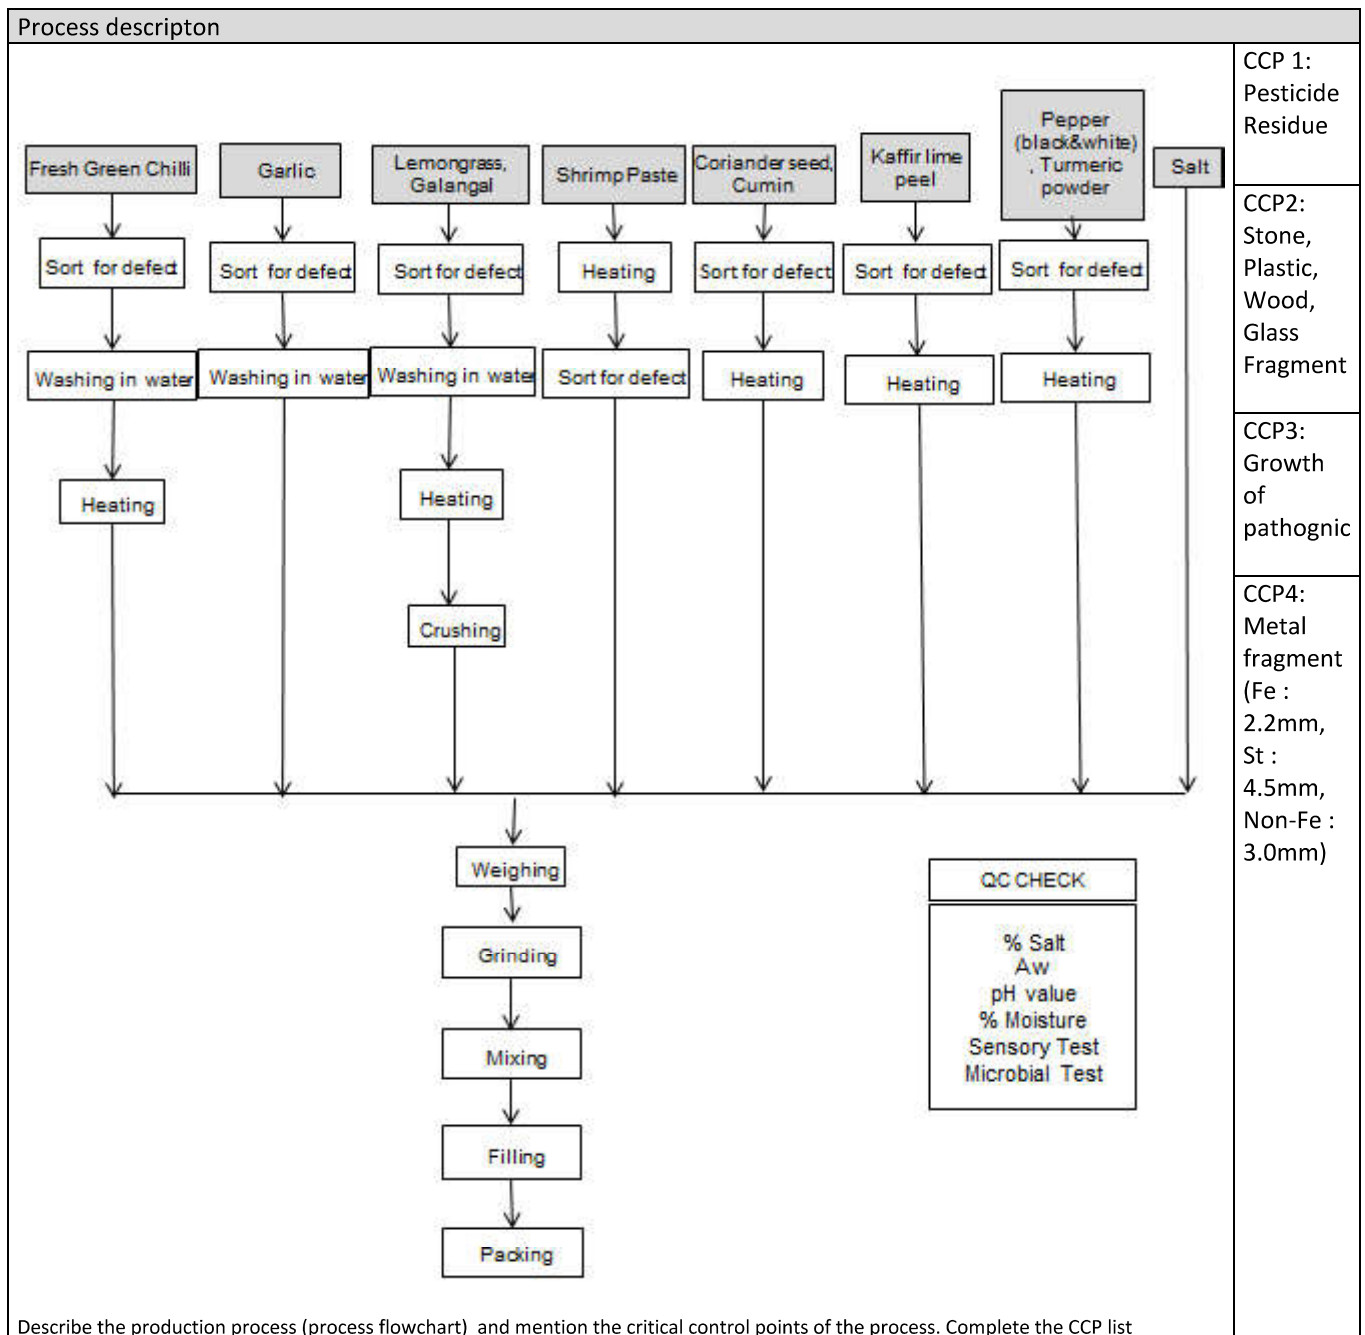 Process descripton
CCP 1:
Pesticide
Residue
CCP2:
Stone,
Plastic,
Wood,
Glass
Fragment
CCP3:
Growth
of
pathognic
CCP4:
Metal
fragment
(Fe :
2.2mm,
St :
4.5mm,
Non-Fe :
3.0mm)
Fresh Green Chilli
Sort for defect
Washing in water
Heating
Garlic
Sort for defect
Washing in water
Lemongrass,
Galangal
Sort for defect
Washing in water
Heating
Crushing
Shrimp Paste
Heating
Sort for defect
Coriander seed,
Cumin
Sort for defect
Heating
Kaffir lime
peel
Sort for defect
Heating
Pepper
(black&white)
, Turmeric
powder
Sort for defect
Heating
Salt
Weighing
Grinding
Mixing
Filling
Packing
QC CHECK
% Salt
Aw
pH value
% Moisture
Sensory Test
Microbial Test
Describe the production process (process flowchart) and mention the critical control points of the process. Complete the CCP list